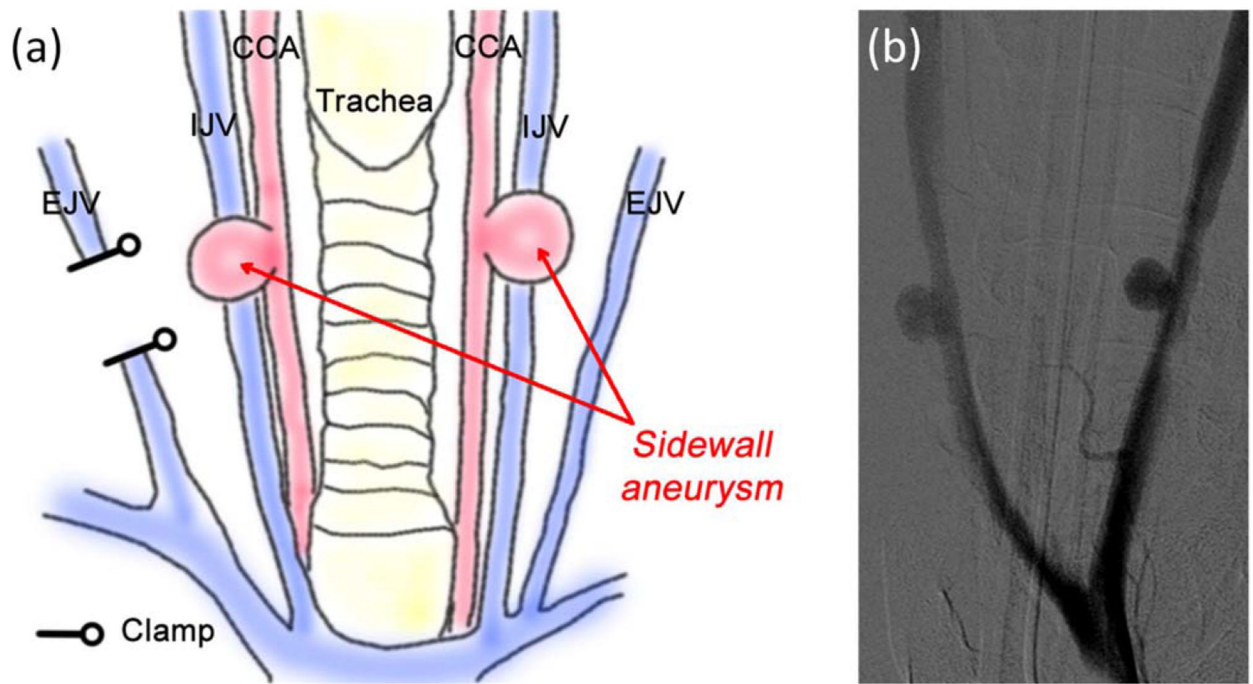 (a)
CCA
CCA
(b)
Trachea
IJV
IJV
EJV
EJV
Sidewall
aneurysm
Clamp